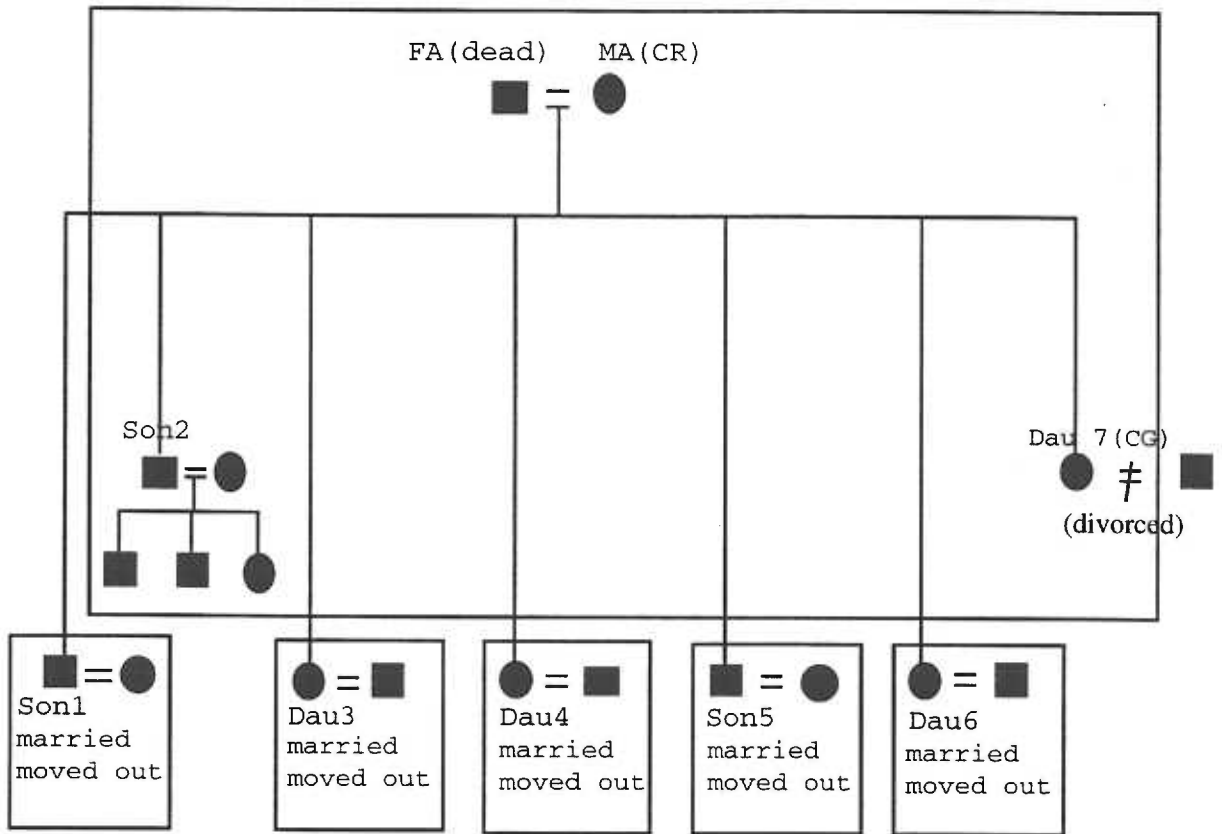 FA(dead) MA(CR)
Son2
Dau 7(CG)
(divorced)
Son1
married
moved out
Dau3
married
moved out
Dau4
married
moved out
Son5
married
moved out
Dau6
married
moved out